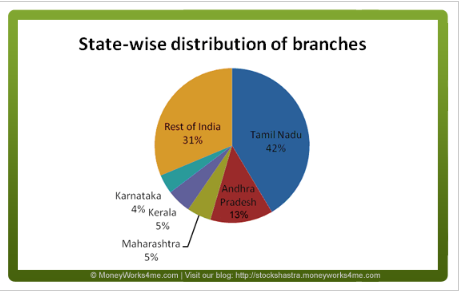 State-wise distribution of branches
Rest of India
31%
Tamil Nadu
42%
Andhra
Pradesh
13%
Karnataka
4%
Kerala
5%
Maharashtra
5%
© MoneyWorks4me.com | Visit our blog: http://stockshastra.moneyworks4me.com